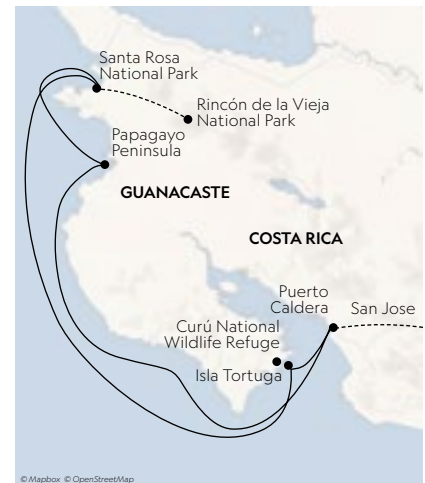 Santa Rosa
National Park
Rincón de la Vieja
National Park
Papagayo
Peninsula
GUANACASTE
COSTA RICA
Puerto
Caldera
San Jose
Curú National
Wildlife Refuge
Isla Tortuga
© Mapbox © OpenStreetMap